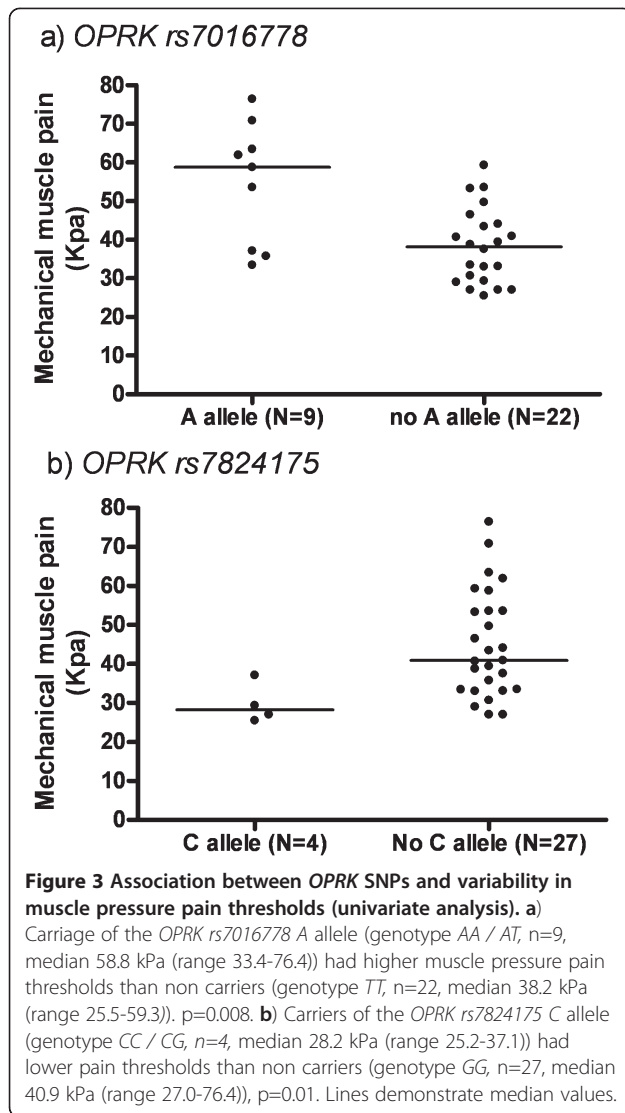 a) OPRK rs7016778
Mechanical muscle pain
(Kpa)
80
70
60
50
40
30
20
10
0
A allele (N=9)
no A allele (N=22)
b) OPRK rs7824175
Mechanical muscle pain
(Kpa)
80
70
60
50
40
30
20
10
0
C allele (N=4)
No C allele (N=27)
Figure 3 Association between OPRK SNPs and variability in
muscle pressure pain thresholds (univariate analysis). a)
Carriage of the OPRK rs7016778 A allele (genotype AA / AT, n=9,
median 58.8 kPa (range 33.4-76.4)) had higher muscle pressure pain
thresholds than non carriers (genotype TT, n=22, median 38.2 kPa
(range 25.5-59.3)). p=0.008. b) Carriers of the OPRK rs7824175 C allele
(genotype CC / CG, n=4, median 28.2 kPa (range 25.2-37.1)) had
lower pain thresholds than non carriers (genotype GG, n=27, median
40.9 kPa (range 27.0-76.4)), p=0.01. Lines demonstrate median values.